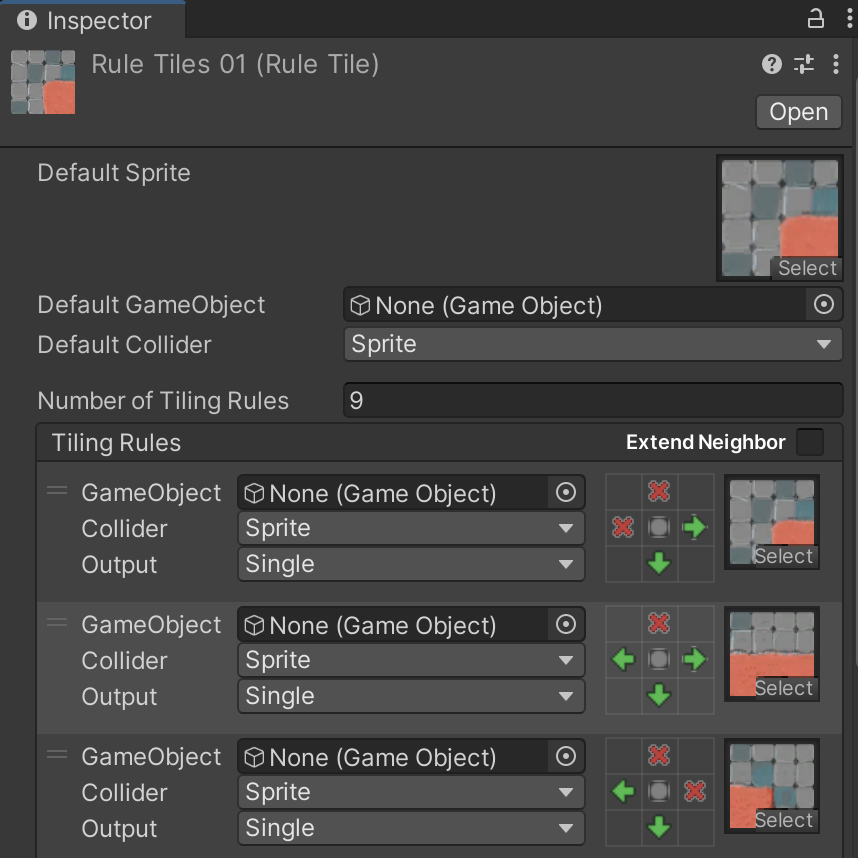 Inspector
Rule Tiles 01 (Rule Tile)
Open
Default Sprite
Select
Default GameObject None (Game Object)
Default Collider Sprite
Number of Tiling Rules 9
Tiling Rules Extend Neighbor
GameObject None (Game Object)
Collider Sprite
Output Single
Select
GameObject None (Game Object)
Collider Sprite
Output Single
Select
GameObject None (Game Object)
Collider Sprite
Output Single
Select